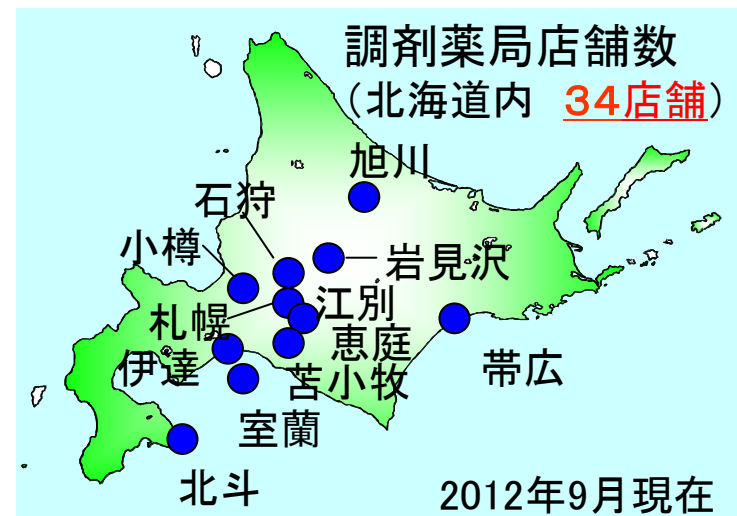 調剤薬局店舗数
（北海道内　３４店舗）
旭川
石狩
小樽
岩見沢
江別
札幌
恵庭
伊達
苫小牧
帯広
室蘭
北斗
2012年9月現在